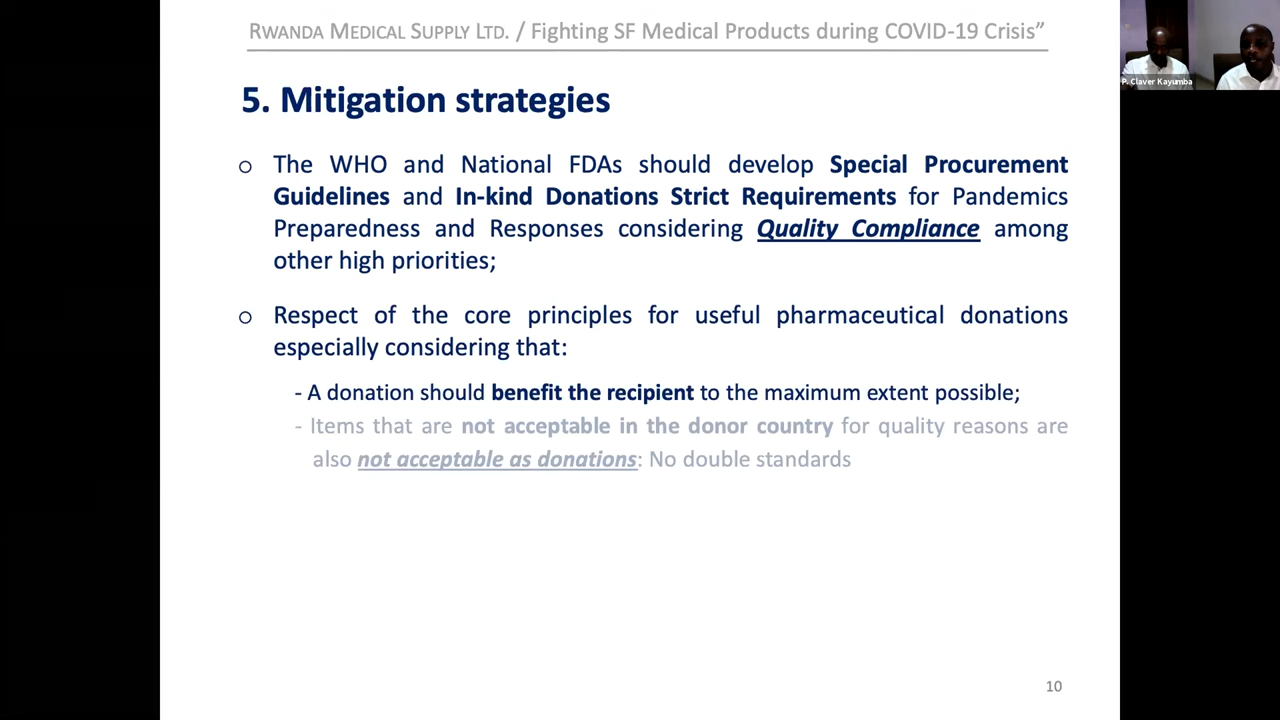 RWANDA MEDICAL SUPPLY LTD. / Fighting SF Medical Products during COVID-19 Crisis”
5. Mitigation strategies
o The WHO and National FDAs should develop Special Procurement
Guidelines and In-kind Donations Strict Requirements for Pandemics
Preparedness and Responses considering Quality Compliance among
other high priorities;
o Respect of the core principles for useful pharmaceutical donations
especially considering that:
- A donation should benefit the recipient to the maximum extent possible;
- Items that are not acceptable in the donor country for quality reasons are
also not acceptable as donations: No double standards
10
P. Claver Kayumba